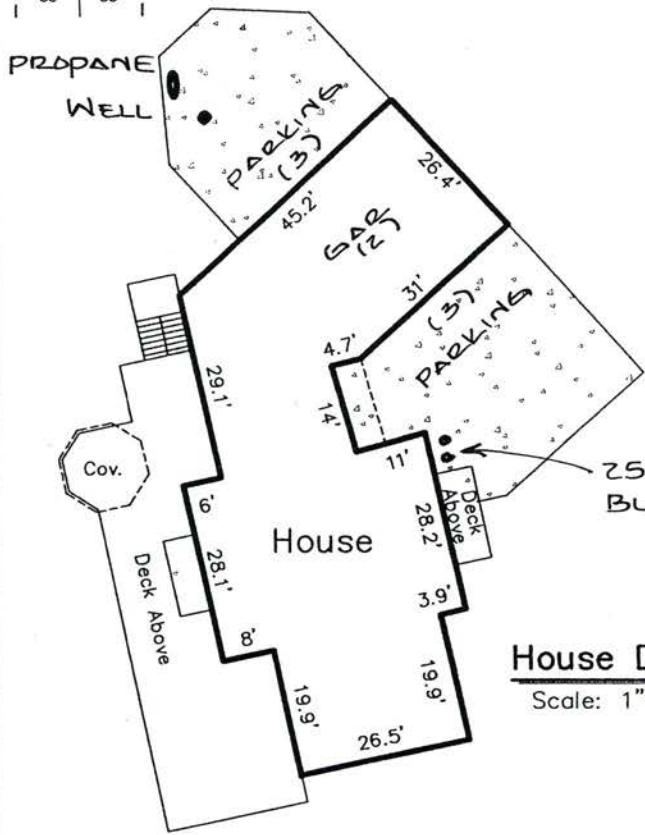 PROPANE
WELL
PARKING
(3)
45.2'
26.4'
GAR
(2)
31'
(3)
PARKING
4.7'
29.1'
14'
11'
Cov.
6'
25
Deck
Above
28.2'
House
28.1'
Deck Above
3.9'
8'
19.9'
19.9'
House D
Scale: 1"
26.5'